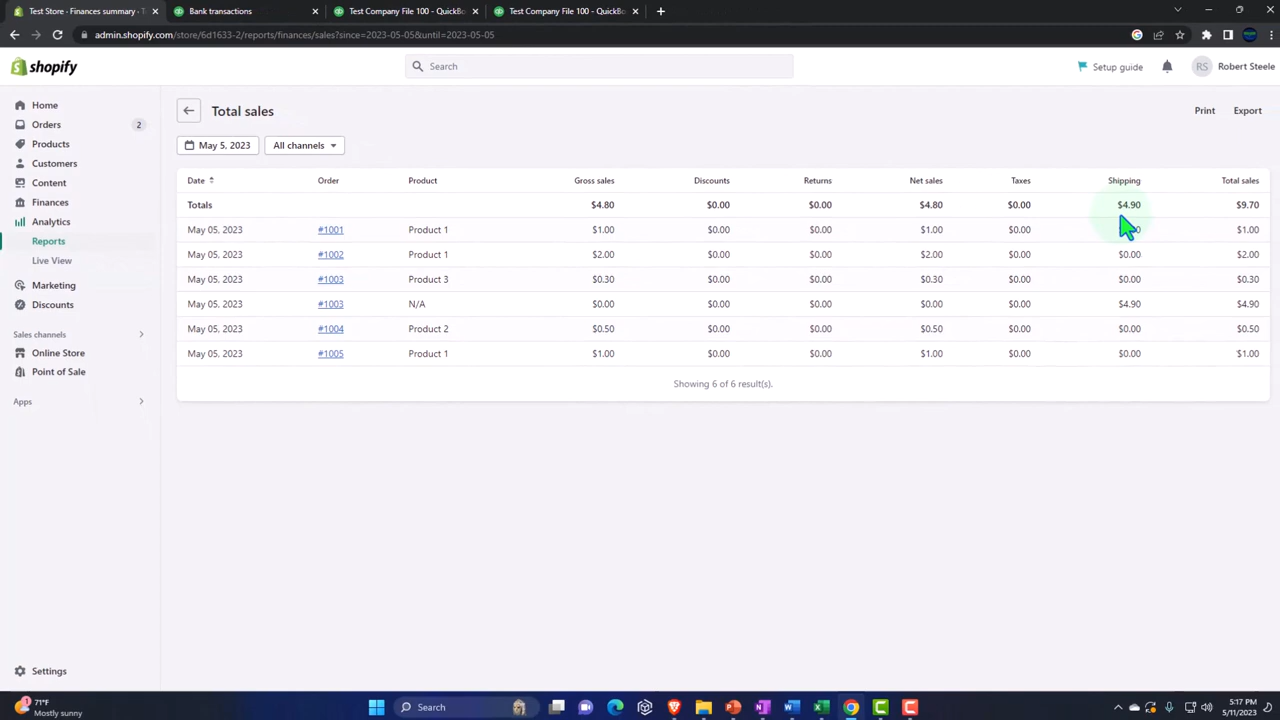 Test Store - Finances summary - T
Bank transactions
Test Company File 100 - QuickBo
Test Company File 100 - QuickBo
admin.shopify.com/store/6d1633-2/reports/finances/sales?since=2023-05-05&until=2023-05-05
shopify
Search
Setup guide
RS
Robert Steele
Home
Orders
2
Products
Customers
Content
Finances
Analytics
Reports
Live View
Marketing
Discounts
Sales channels
Online Store
Point of Sale
Apps
Settings
Total sales
Print
Export
May 5, 2023
All channels
Date Order Product Gross sales Discounts Returns Net sales Taxes Shipping Total sales
Totals $4.80 $0.00 $0.00 $4.80 $0.00 $4.90 $9.70
May 05, 2023 #1001 Product 1 $1.00 $0.00 $0.00 $1.00 $0.00 $1.00
May 05, 2023 #1002 Product 1 $2.00 $0.00 $0.00 $2.00 $0.00 $0.00 $2.00
May 05, 2023 #1003 Product 3 $0.30 $0.00 $0.00 $0.30 $0.00 $0.00 $0.30
May 05, 2023 #1003 N/A $0.00 $0.00 $0.00 $0.00 $0.00 $4.90 $4.90
May 05, 2023 #1004 Product 2 $0.50 $0.00 $0.00 $0.50 $0.00 $0.00 $0.50
May 05, 2023 #1005 Product 1 $1.00 $0.00 $0.00 $1.00 $0.00 $0.00 $1.00
Showing 6 of 6 result(s).
71°F
Mostly sunny
Search
5:17 PM
5/11/2023